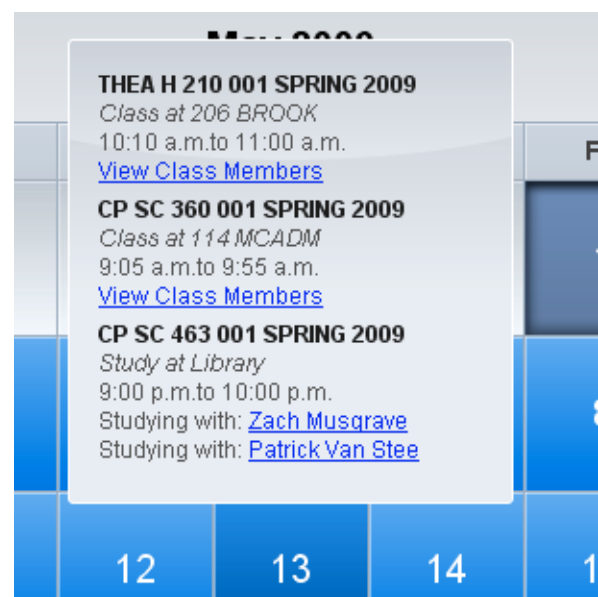 THEA H 210 001 SPRING 2009
Class at 206 BROOK
10:10 a.m.to 11:00 a.m.
View Class Members
CP SC 360 001 SPRING 2009
Class at 114 MCADM
9:05 a.m.to 9:55 a.m.
View Class Members
CP SC 463 001 SPRING 2009
Study at Library
9:00 p.m.to 10:00 p.m.
Studying with: Zach Musgrave
Studying with: Patrick Van Stee
12 13 14